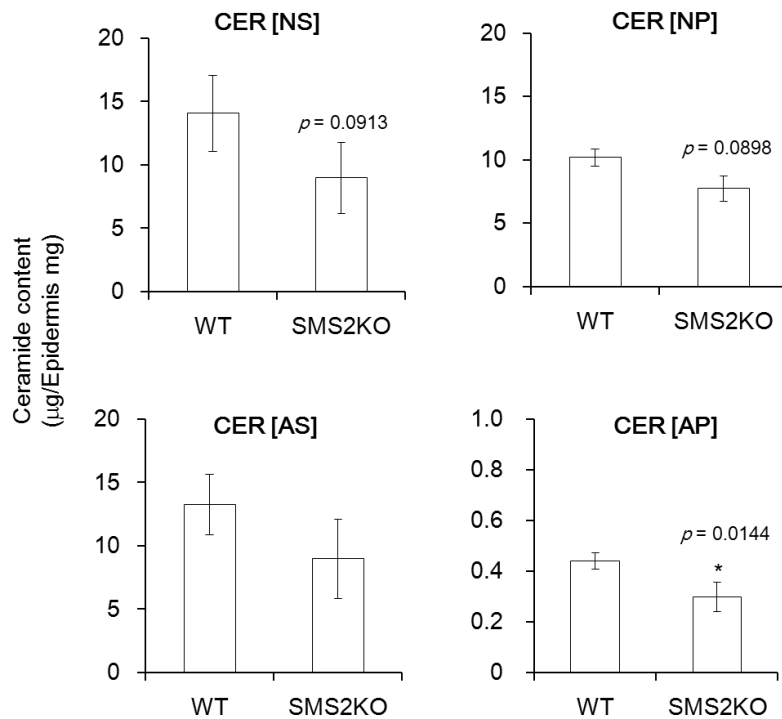 Ceramide content
(μg/Epidermis mg)
CER [NS]
20
15
10
5
0
p = 0.0913
WT
SMS2KO
CER [NP]
20
15
10
5
0
p = 0.0898
WT
SMS2KO
CER [AS]
20
15
10
5
0
WT
SMS2KO
CER [AP]
1.0
0.8
0.6
0.4
0.2
0
p = 0.0144
*
WT
SMS2KO